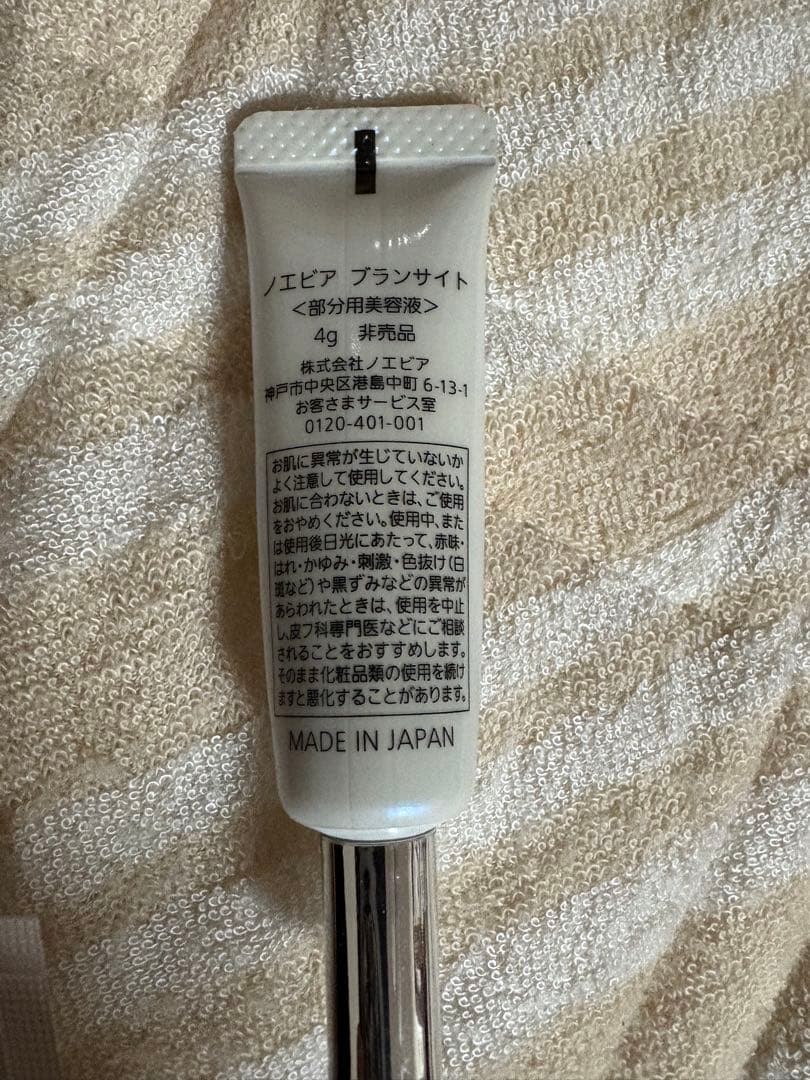 ノエビア ブランサイト
＜部分用美容液＞
4g 非売品
株式会社ノエビア
神戸市中央区港島中町 6-13-1
お客さまサービス室
0120-401-001
お肌に異常が生じていないか
よく注意して使用してください。
お肌に合わないときは、ご使用
をおやめください。使用中、また
は使用後日光にあたって、赤味・
はれ・かゆみ・刺激・色抜け（白
斑など）や黒ずみなどの異常が
あらわれたときは、使用を中止
し、皮フ科専門医などにご相談
されることをおすすめします。
そのまま化粧品類の使用を続け
ますと悪化することがあります。
MADE IN JAPAN